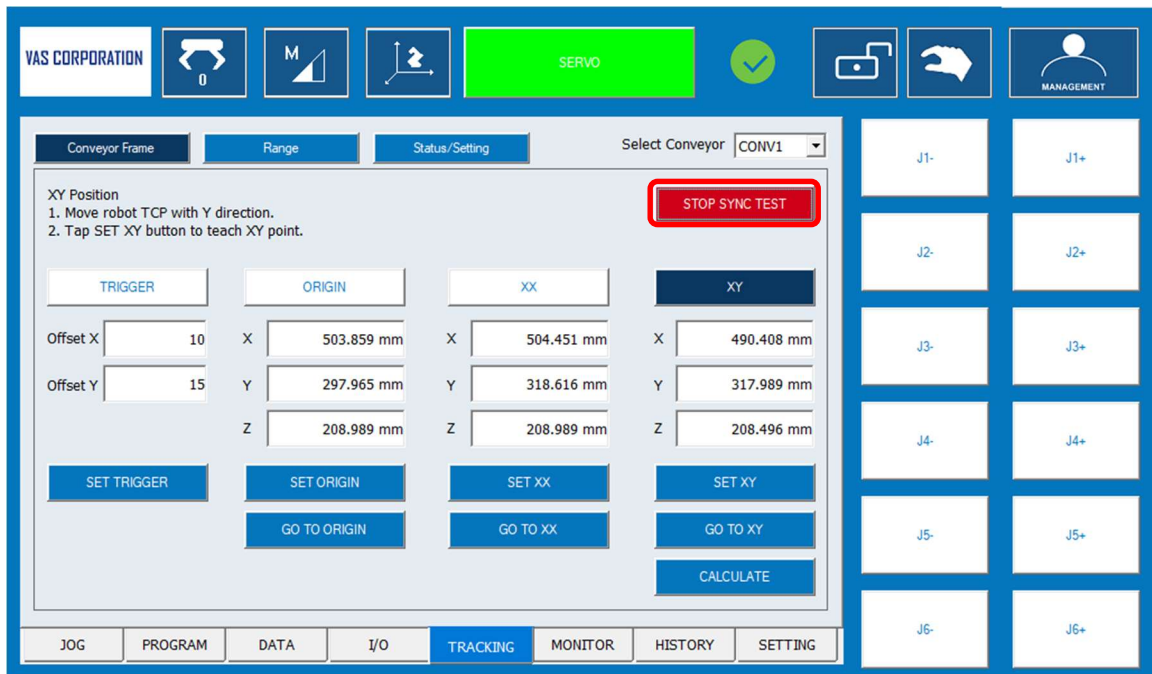 VAS CORPORATION
0
M
2
SERVO
MANAGEMENT
Conveyor Frame
Range
Status/Setting
Select Conveyor
CONV1
XY Position
1. Move robot TCP with Y direction.
2. Tap SET XY button to teach XY point.
STOP SYNC TEST
TRIGGER
ORIGIN
XX
XY
Offset X 10
X 503.859 mm
X 504.451 mm
X 490.408 mm
Offset Y 15
Y 297.965 mm
Y 318.616 mm
Y 317.989 mm
Z 208.989 mm
Z 208.989 mm
Z 208.496 mm
SET TRIGGER
SET ORIGIN
SET XX
SET XY
GO TO ORIGIN
GO TO XX
GO TO XY
CALCULATE
JOG
PROGRAM
DATA
I/O
TRACKING
MONITOR
HISTORY
SETTING
J1-
J1+
J2-
J2+
J3-
J3+
J4-
J4+
J5-
J5+
J6-
J6+